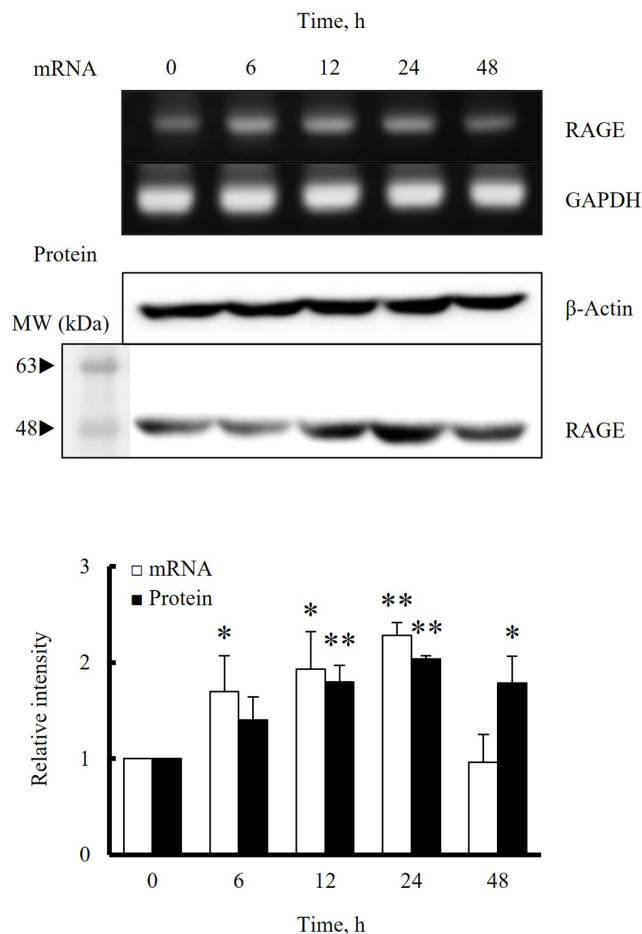 Time, h
mRNA 0 6 12 24 48
RAGE
GAPDH
Protein
β-Actin
MW (kDa)
63
48
RAGE
3
mRNA
Protein
** 
* * ** **
* 
2
Relative intensity
1
0
0 6 12 24 48
Time, h